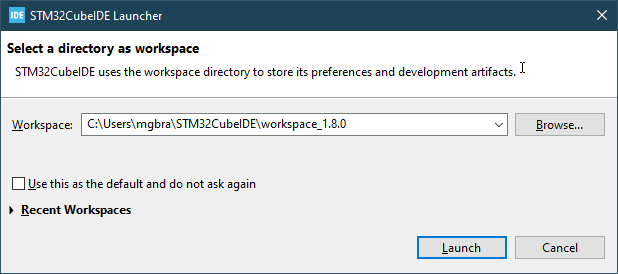 IDE STM32CubeIDE Launcher
Select a directory as workspace
STM32CubeIDE uses the workspace directory to store its preferences and development artifacts.
Workspace: C:\Users\mgbra\STM32CubeIDE\workspace_1.8.0 Browse...
Use this as the default and do not ask again
Recent Workspaces
Launch Cancel